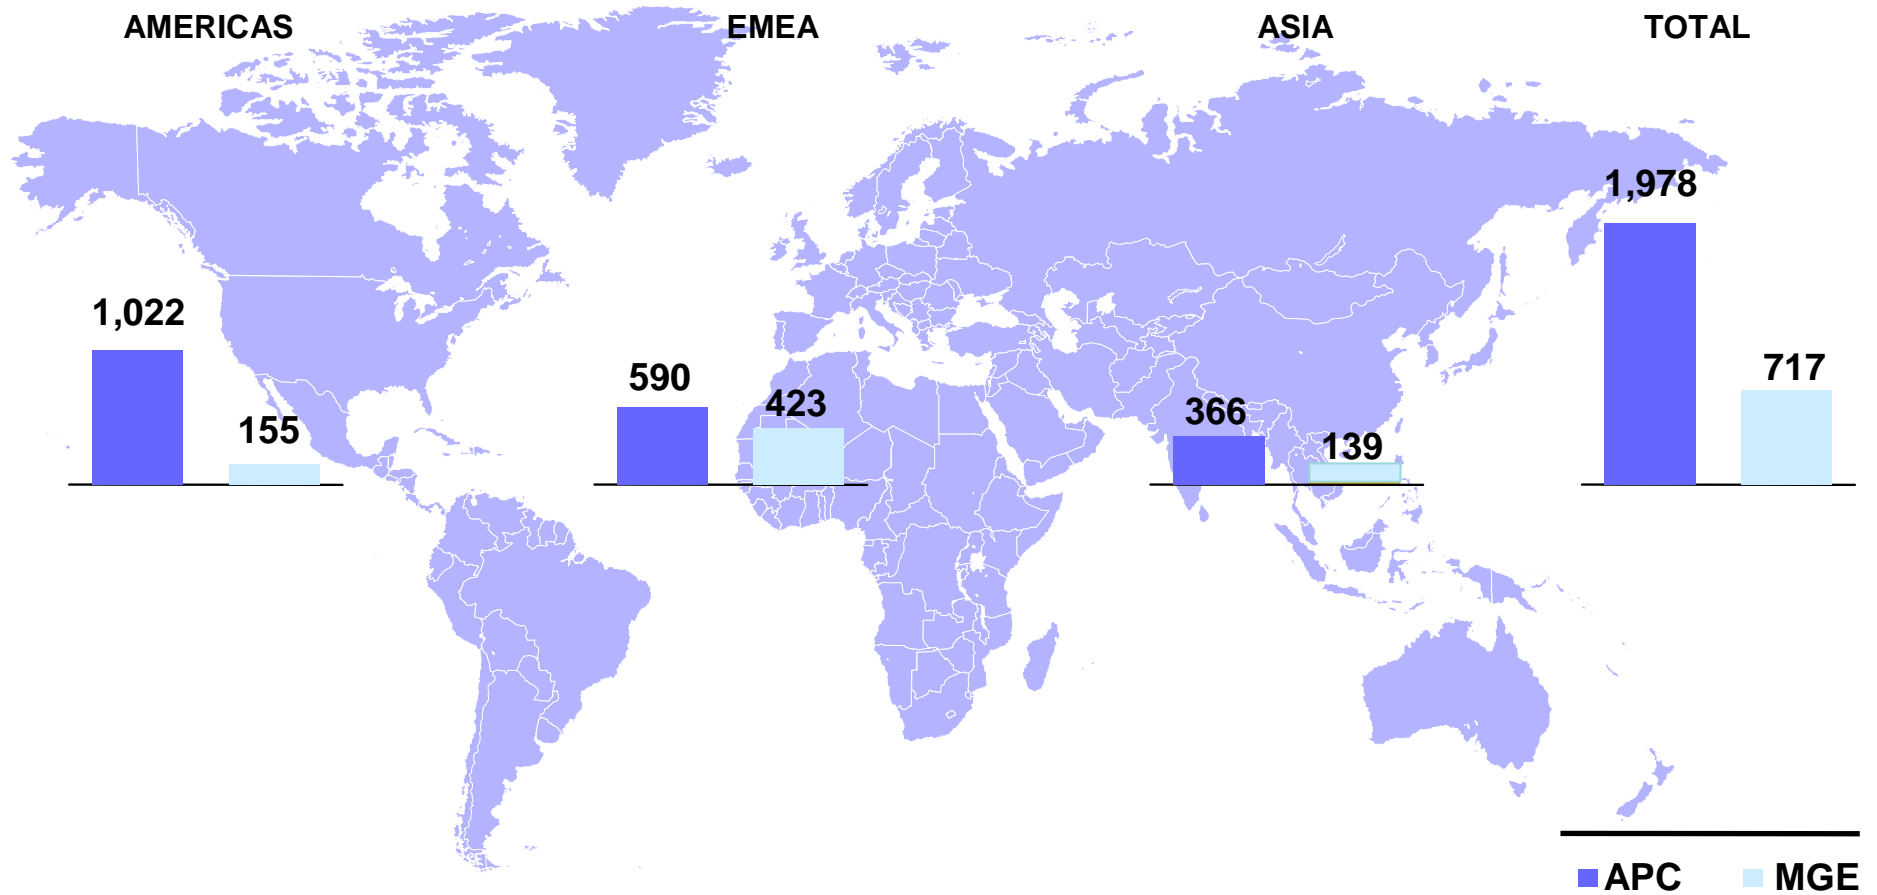 AMERICAS
EMEA
ASIA
TOTAL
1,022
155
590
423
366
139
1,978
717
APC
MGE